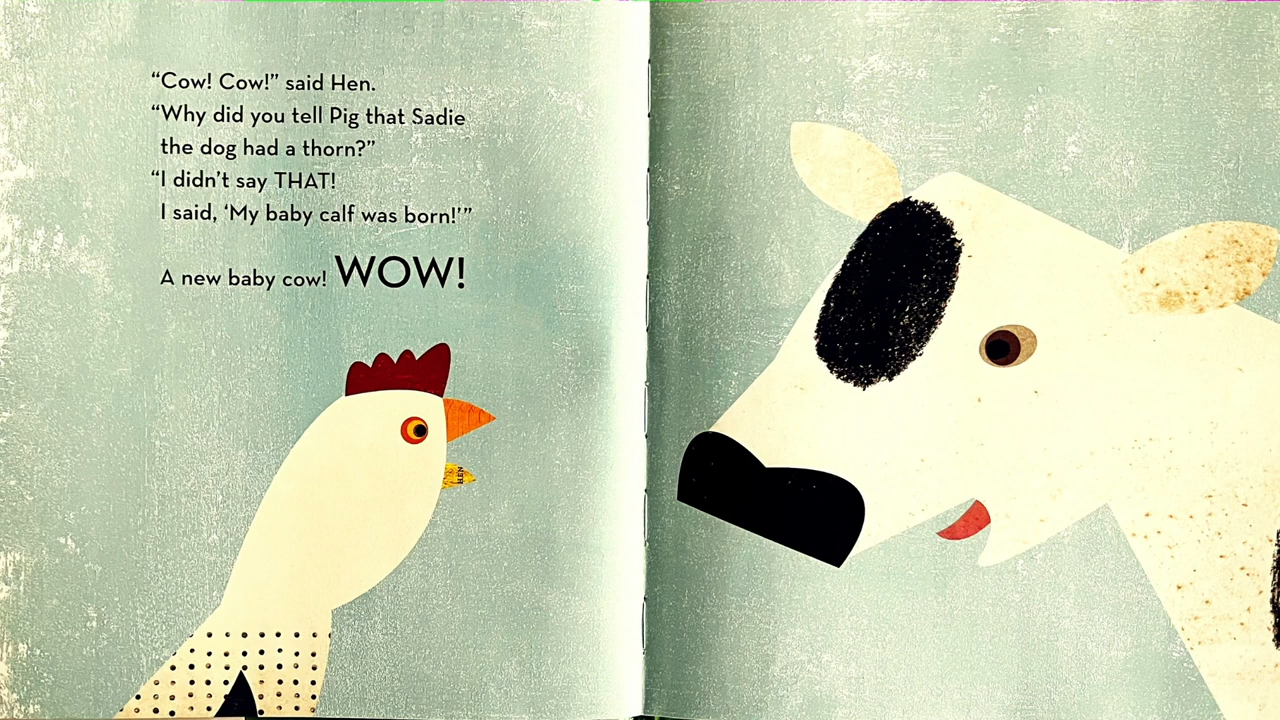 “Cow! Cow!” said Hen.
“Why did you tell Pig that Sadie
the dog had a thorn?”
“I didn’t say THAT!
I said, ‘My baby calf was born!’”
A new baby cow! WOW!
HEN